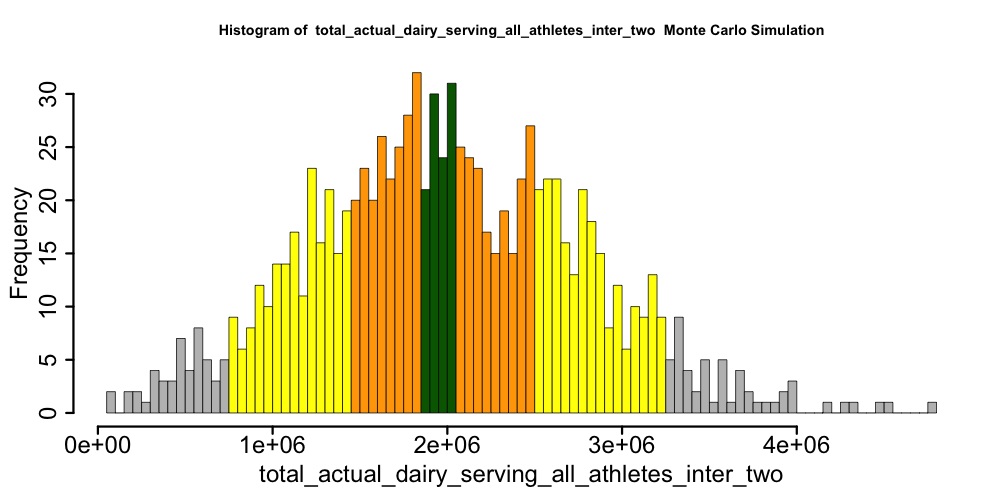 Histogram of  total_actual_dairy_serving_all_athletes_inter_two  Monte Carlo Simulation
Frequency
30
25
20
15
10
5
0
0e+00 1e+06 2e+06 3e+06 4e+06
total_actual_dairy_serving_all_athletes_inter_two